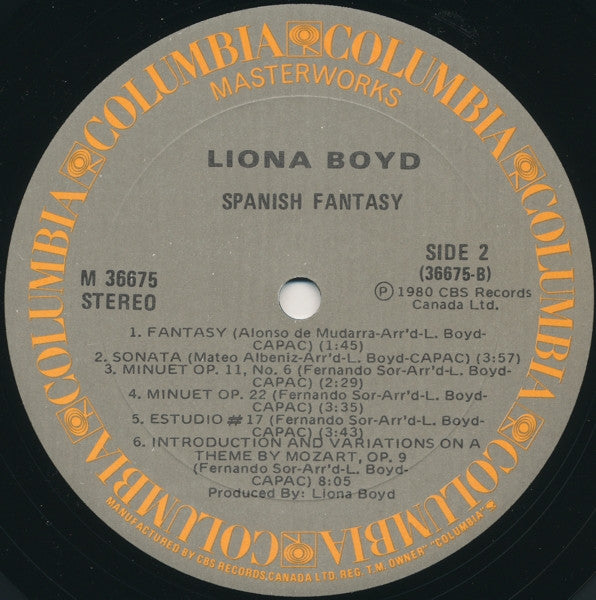 COLUMBIA COLUMBIA COLUMBIA COLUMBIA COLUMBIA COLUMBIA COLUMBIA COLUMBIA
MASTERWORKS
LIONA BOYD
SPANISH FANTASY
M 36675
STEREO
SIDE 2
(36675-B)
Ⓟ 1980 CBS Records
Canada Ltd.
1. FANTASY (Alonso de Mudarra-Arr'd-L. Boyd-
CAPAC) (1:45)
2. SONATA (Mateo Albeniz-Arr'd-L. Boyd-CAPAC) (3:57)
3. MINUET OP. 11, No. 6 (Fernando Sor-Arr'd-L. Boyd-
CAPAC) (2:29)
4. MINUET OP. 22 (Fernando Sor-Arr'd-L. Boyd-
CAPAC) (3:35)
5. ESTUDIO #17 (Fernando Sor-Arr'd-L. Boyd-
CAPAC) (3:43)
6. INTRODUCTION AND VARIATIONS ON A
THEME BY MOZART, OP. 9
(Fernando Sor-Arr'd-L. Boyd-
CAPAC) 8:05
Produced By: Liona Boyd
MANUFACTURED BY CBS RECORDS, CANADA LTD. REG. T.M. OWNER "COLUMBIA"